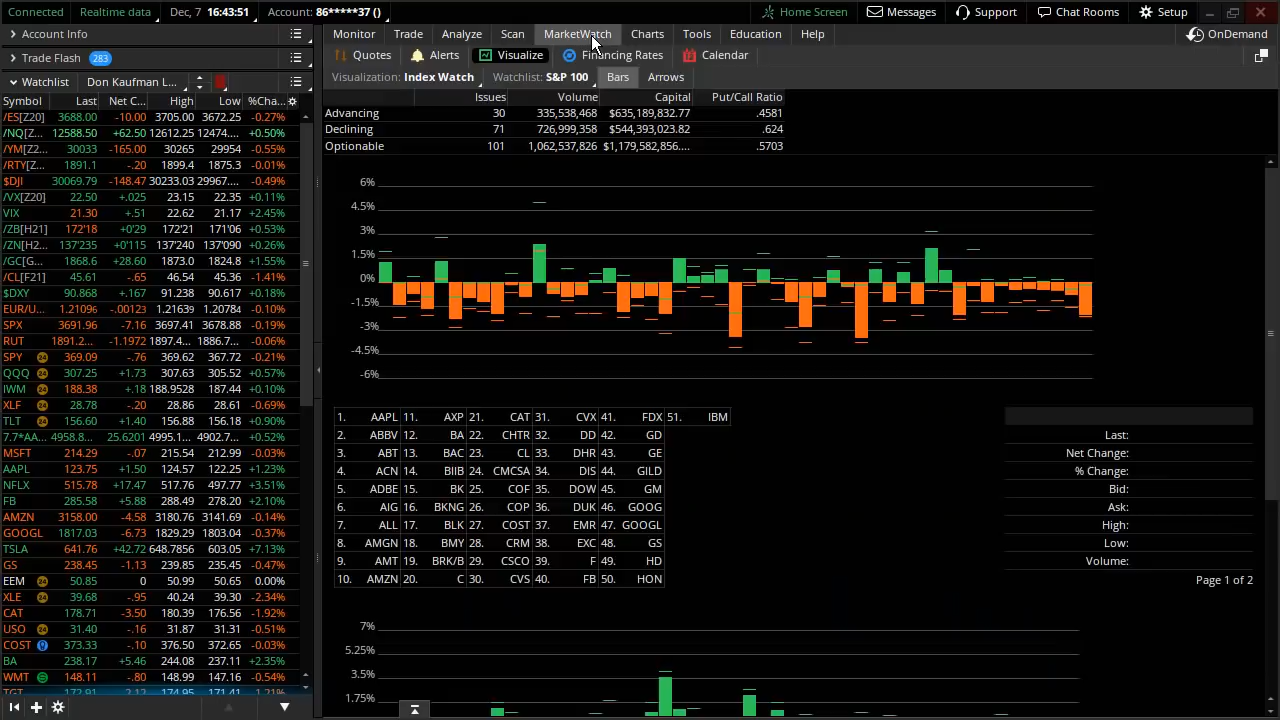 Connected Realtime data Dec, 7 16:43:51 Account: 86*****37 () Home Screen Messages Support Chat Rooms Setup
Account Info
Trade Flash 283
Watchlist Don Kaufman L...
Symbol Last Net C... High Low %Cha...
/ES[Z20] 3688.00 -10.00 3705.00 3672.25 -0.27%
/NQ[Z... 12588.50 +62.50 12612.25 12474.... +0.50%
/YM[Z2... 30033 -165.00 30265 29954 -0.55%
/RTY[Z... 1891.1 -.20 1899.4 1875.3 -0.01%
$DJI 30069.79 -148.47 30233.03 29967.... -0.49%
/VX[Z20] 22.50 +.025 23.15 22.35 +0.11%
VIX 21.30 +.51 22.62 21.17 +2.45%
/ZB[H21] 172'18 +0'29 172'21 171'04 +0.51%
/ZN[H2... 137'235 +0'115 137'240 137'090 +0.26%
/GC[G... 1868.6 +28.60 1873.0 1824.8 +1.55%
/CL[F21] 45.61 -.65 46.54 45.36 -1.41%
$DXY 90.868 +.167 91.238 90.617 +0.18%
EUR/U... 1.21096 -.00123 1.21639 1.20784 -0.10%
SPX 3691.96 -7.16 3697.41 3678.88 -0.19%
RUT 1891.2... -1.1972 1897.4... 1886.7... -0.06%
SPY 24 369.09 -.76 369.62 367.72 -0.21%
QQQ 24 307.25 +1.73 307.63 305.52 +0.57%
IWM 24 188.38 +.18 188.9528 187.44 +0.10%
XLF 24 28.78 -.20 28.86 28.61 -0.69%
TLT 24 156.60 +1.40 156.88 156.18 +0.90%
7.7*AA... 4958.8... 25.6201 4995.1... 4902.7... +0.52%
MSFT 214.29 -.07 215.54 212.99 -0.03%
AAPL 123.75 +1.50 124.57 122.25 +1.23%
NFLX 515.78 +17.47 517.76 497.77 +3.51%
FB 285.58 +5.88 288.49 278.20 +2.10%
AMZN 3158.00 -4.58 3180.76 3141.69 -0.14%
GOOGL 1817.03 -6.73 1829.29 1803.04 -0.37%
TSLA 641.76 +42.72 648.7856 603.05 +7.13%
GS 238.45 -1.13 239.85 235.45 -0.47%
EEM 24 50.85 0 50.99 50.65 0.00%
XLE 24 39.68 -.95 40.24 39.30 -2.34%
CAT 178.71 -3.50 180.39 176.56 -1.92%
USO 24 31.40 -.16 31.87 31.31 -0.51%
COST 373.33 -.10 376.50 372.65 -0.03%
BA 238.17 +5.46 244.08 237.11 +2.35%
WMT 148.11 -.80 148.99 147.16 -0.54%
TGT 172.91 -2.12 174.95 171.41 -1.21%
Monitor Trade Analyze Scan MarketWatch Charts Tools Education Help OnDemand
Quotes Alerts Visualize Financing Rates Calendar
Visualization: Index Watch Watchlist: S&P 100 Bars Arrows
Issues Volume Capital Put/Call Ratio
Advancing 30 335,538,468 $635,189,832.77 .4581
Declining 71 726,999,358 $544,393,023.82 .624
Optionable 101 1,062,537,826 $1,179,582,856.... .5703
6%
4.5%
3%
1.5%
0%
-1.5%
-3%
-4.5%
-6%
1. AAPL 11. AXP 21. CAT 31. CVX 41. FDX 51. IBM
2. ABBV 12. BA 22. CHTR 32. DD 42. GD
3. ABT 13. BAC 23. CL 33. DHR 43. GE
4. ACN 14. BIIB 24. CMCSA 34. DIS 44. GILD
5. ADBE 15. BK 25. COF 35. DOW 45. GM
6. AIG 16. BKNG 26. COP 36. DUK 46. GOOG
7. ALL 17. BLK 27. COST 37. EMR 47. GOOGL
8. AMGN 18. BMY 28. CRM 38. EXC 48. GS
9. AMT 19. BRK/B 29. CSCO 39. F 49. HD
10. AMZN 20. C 30. CVS 40. FB 50. HON
Last:
Net Change:
% Change:
Bid:
Ask:
High:
Low:
Volume:
Page 1 of 2
7%
5.25%
3.5%
1.75%